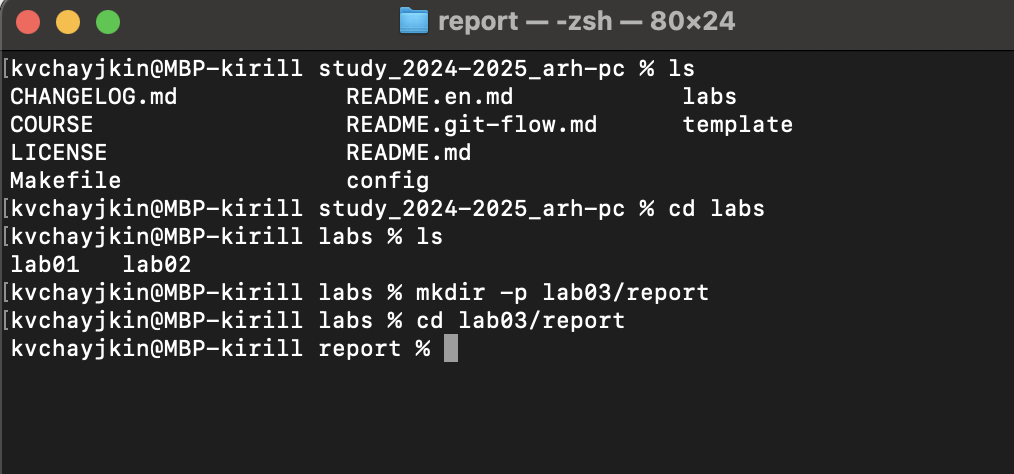 report — -zsh — 80×24
[kvchayjkin@MBP-kirill study_2024-2025_arh-pc % ls
CHANGELOG.md README.en.md labs
COURSE README.git-flow.md template
LICENSE README.md
Makefile config
[kvchayjkin@MBP-kirill study_2024-2025_arh-pc % cd labs
[kvchayjkin@MBP-kirill labs % ls
lab01 lab02
[kvchayjkin@MBP-kirill labs % mkdir -p lab03/report
[kvchayjkin@MBP-kirill labs % cd lab03/report
kvchayjkin@MBP-kirill report %